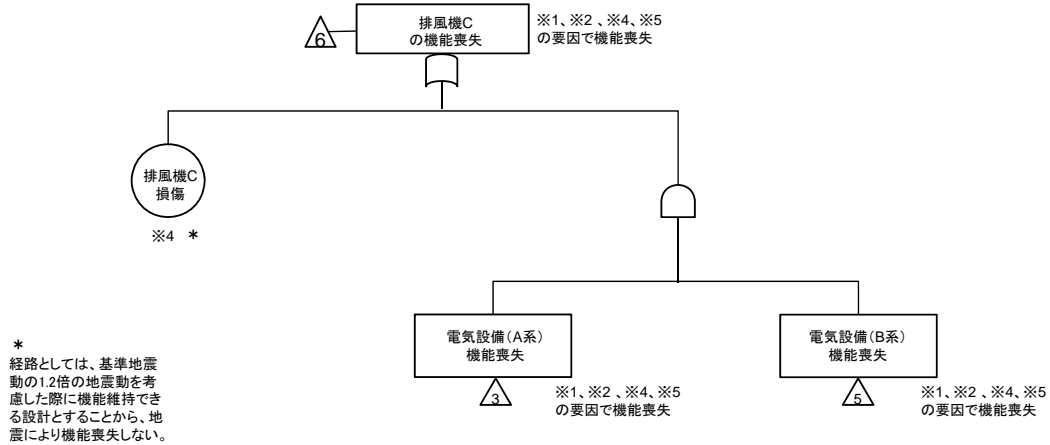 6
排風機C
の機能喪失
※1、※2 、※4、※5
の要因で機能喪失
排風機C
損傷
※4 *
電気設備(A系)
機能喪失
3
※1、※2 、※4、※5
の要因で機能喪失
電気設備(B系)
機能喪失
5
※1、※2 、※4、※5
の要因で機能喪失
*
経路としては、基準地震
動の1.2倍の地震動を考
慮した際に機能維持でき
る設計とすることから、地
震により機能喪失しない。